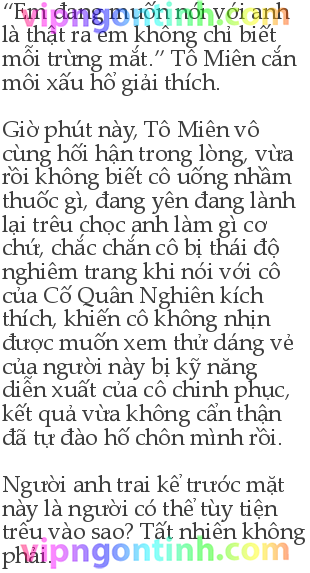 vipngontinh.com
“Em đang muốn nói với anh
là thật ra em không chỉ biết
mỗi trừng mắt.” Tô Miên cắn
môi xấu hổ giải thích.
Giờ phút này, Tô Miên vô
cùng hối hận trong lòng, vừa
rồi không biết cô uống nhầm
thuốc gì, đang yên đang lành
lại trêu chọc anh làm gì cơ
chứ, chắc chắn cô bị thái độ
nghiêm trang khi nói với cô
của Cố Quân Nghiên kích
thích, khiến cô không nhịn
được muốn xem thử dáng vẻ
của người này bị kỹ năng
diễn xuất của cô chinh phục,
kết quả vừa không cẩn thận
đã tự đào hố chôn mình rồi.
Người anh trai kể trước mặt
này là người có thể tùy tiện
trêu vào sao? Tất nhiên không
phải.
vipngontinh.com